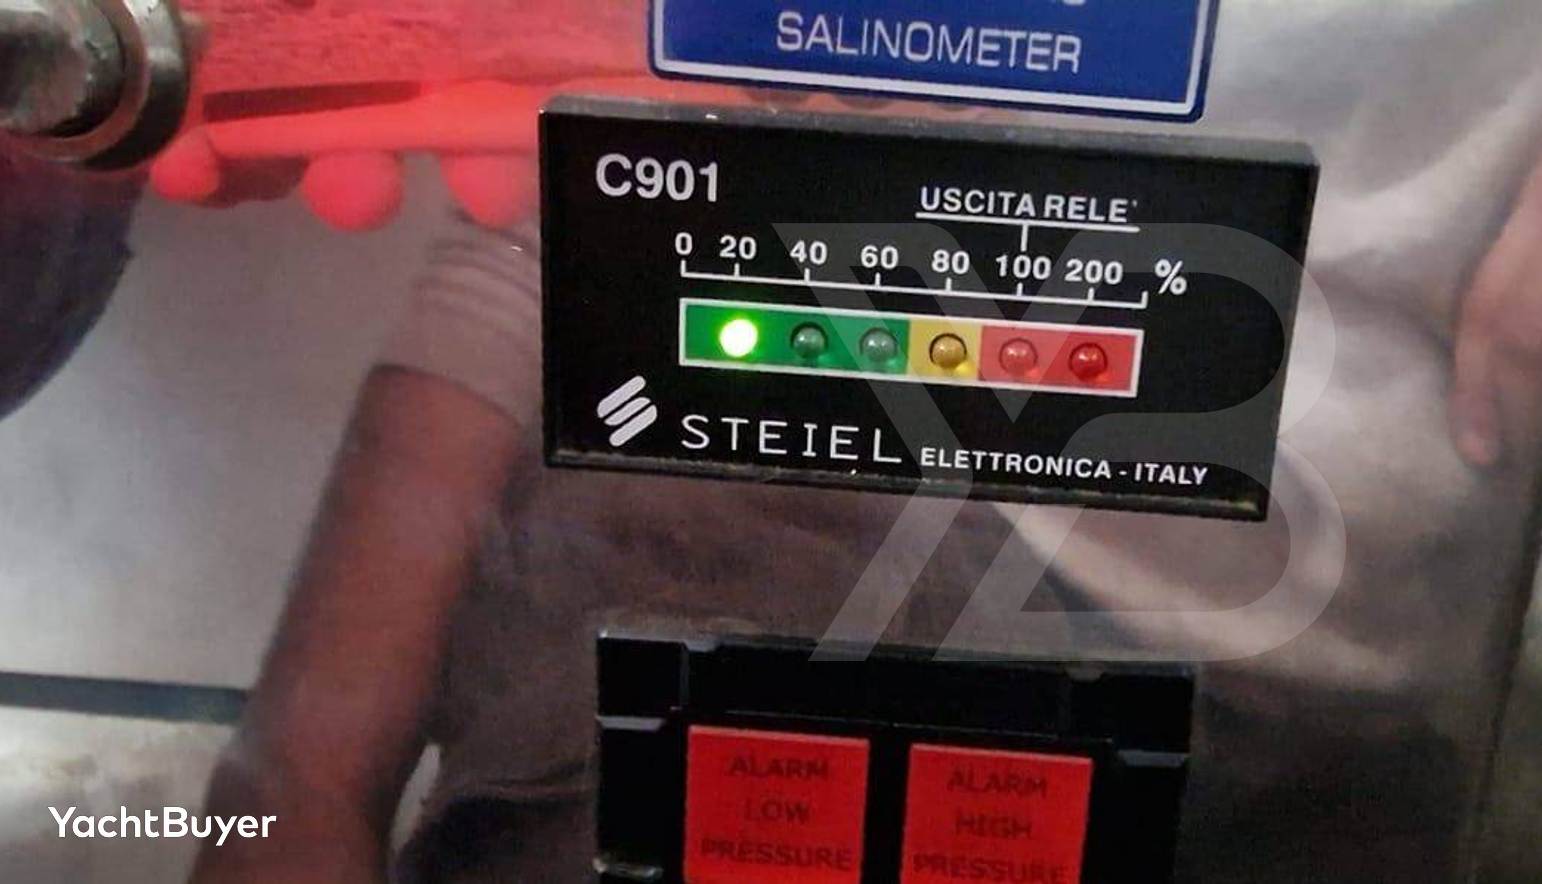 SALINOMETER
C901
USCITA RELE'
0 20 40 60 80 100 200 %
STEIEL ELETTRONICA - ITALY
ALARM
LOW
PRESSURE
ALARM
HIGH
PRESSURE
YachtBuyer